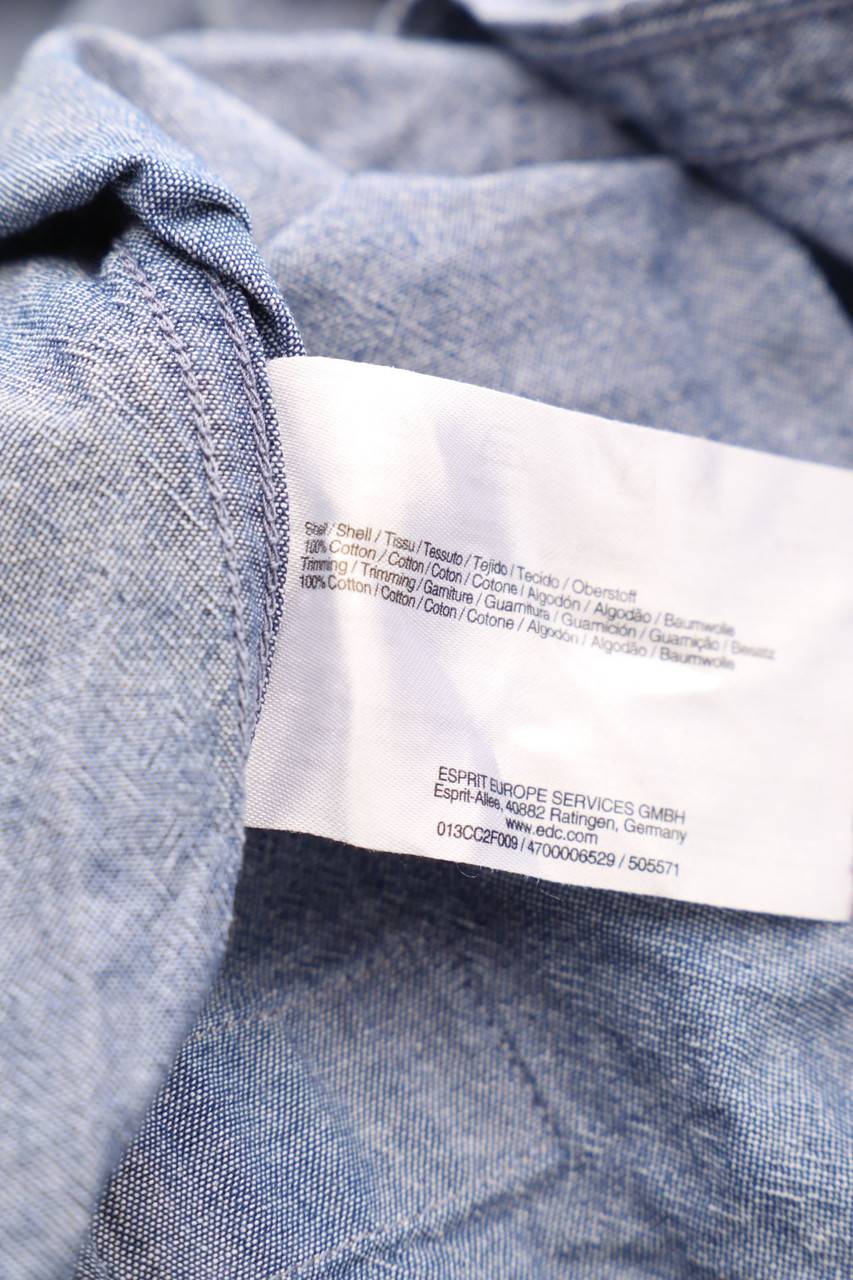 Shell / Shell / Tissu / Tessuto / Tejido / Tecido / Oberstoff
100% Cotton / Cotton / Coton / Cotone / Algodón / Algodão / Baumwolle
Trimming / Trimming / Garniture / Guarnitura / Guarnición / Guarnição / Besatz
100% Cotton / Cotton / Coton / Cotone / Algodón / Algodão / Baumwolle
ESPRIT EUROPE SERVICES GMBH
Esprit-Allee, 40882 Ratingen, Germany
www.edc.com
013CC2F009 / 4700006529 / 505571